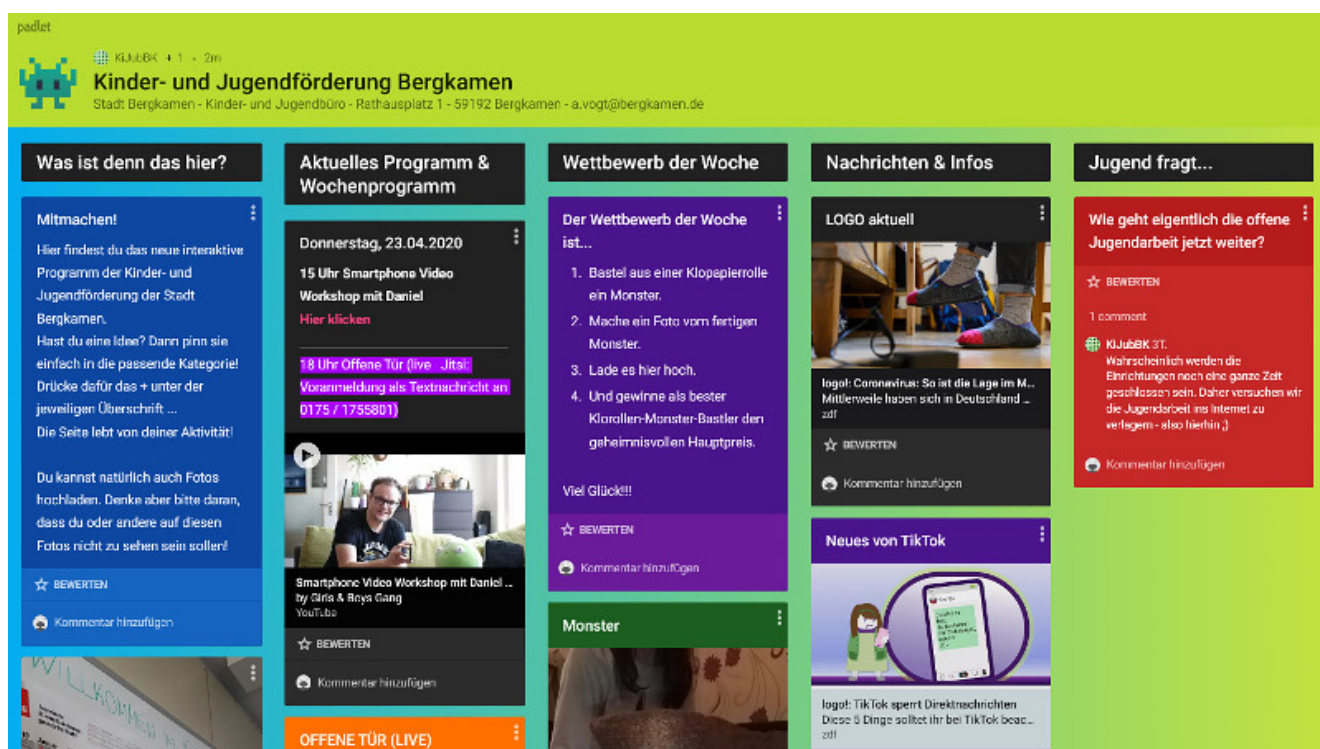 padlet
KiJubBK + 1 - 2m
Kinder- und Jugendförderung Bergkamen
Stadt Bergkamen - Kinder- und Jugendbüro - Rathausplatz 1 - 59192 Bergkamen - a.vogt@bergkamen.de
Was ist denn das hier?
Mitmachen!
Hier findest du das neue interaktive
Programm der Kinder- und
Jugendförderung der Stadt
Bergkamen.
Hast du eine Idee? Dann pinn sie
einfach in die passende Kategorie!
Drücke dafür das + unter der
jeweiligen Überschrift ...
Die Seite lebt von deiner Aktivität!
Du kannst natürlich auch Fotos
hochladen. Denke aber bitte daran,
dass du oder andere auf diesen
Fotos nicht zu sehen sein sollen!
BEWERTEN
Kommentar hinzufügen
WILLKOMMEN
Aktuelles Programm &
Wochenprogramm
Donnerstag, 23.04.2020
15 Uhr Smartphone Video
Workshop mit Daniel
Hier klicken
18 Uhr Offene Tür (live Jitsi:
Voranmeldung als Textnachricht an
0175 / 1755801)
Smartphone Video Workshop mit Daniel ...
by Girls & Boys Gang
YouTube
BEWERTEN
Kommentar hinzufügen
OFFENE TÜR (LIVE)
Wettbewerb der Woche
Der Wettbewerb der Woche
ist...
1. Bastel aus einer Klopapierrolle
ein Monster.
2. Mache ein Foto vom fertigen
Monster.
3. Lade es hier hoch.
4. Und gewinne als bester
Klorollen-Monster-Bastler den
geheimnisvollen Hauptpreis.
Viel Glück!!!
BEWERTEN
Kommentar hinzufügen
Monster
Nachrichten & Infos
LOGO aktuell
logo!: Coronavirus: So ist die Lage im M...
Mittlerweile haben sich in Deutschland ...
zdf
BEWERTEN
Kommentar hinzufügen
Neues von TikTok
logo!: TikTok sperrt Direktnachrichten
Diese 5 Dinge solltet ihr bei TikTok beac...
zdf
Jugend fragt...
Wie geht eigentlich die offene
Jugendarbeit jetzt weiter?
BEWERTEN
1 comment
KiJubBK 3T.
Wahrscheinlich werden die
Einrichtungen noch eine ganze Zeit
geschlossen sein. Daher versuchen wir
die Jugendarbeit ins Internet zu
verlagern - also hierhin ;)
Kommentar hinzufügen